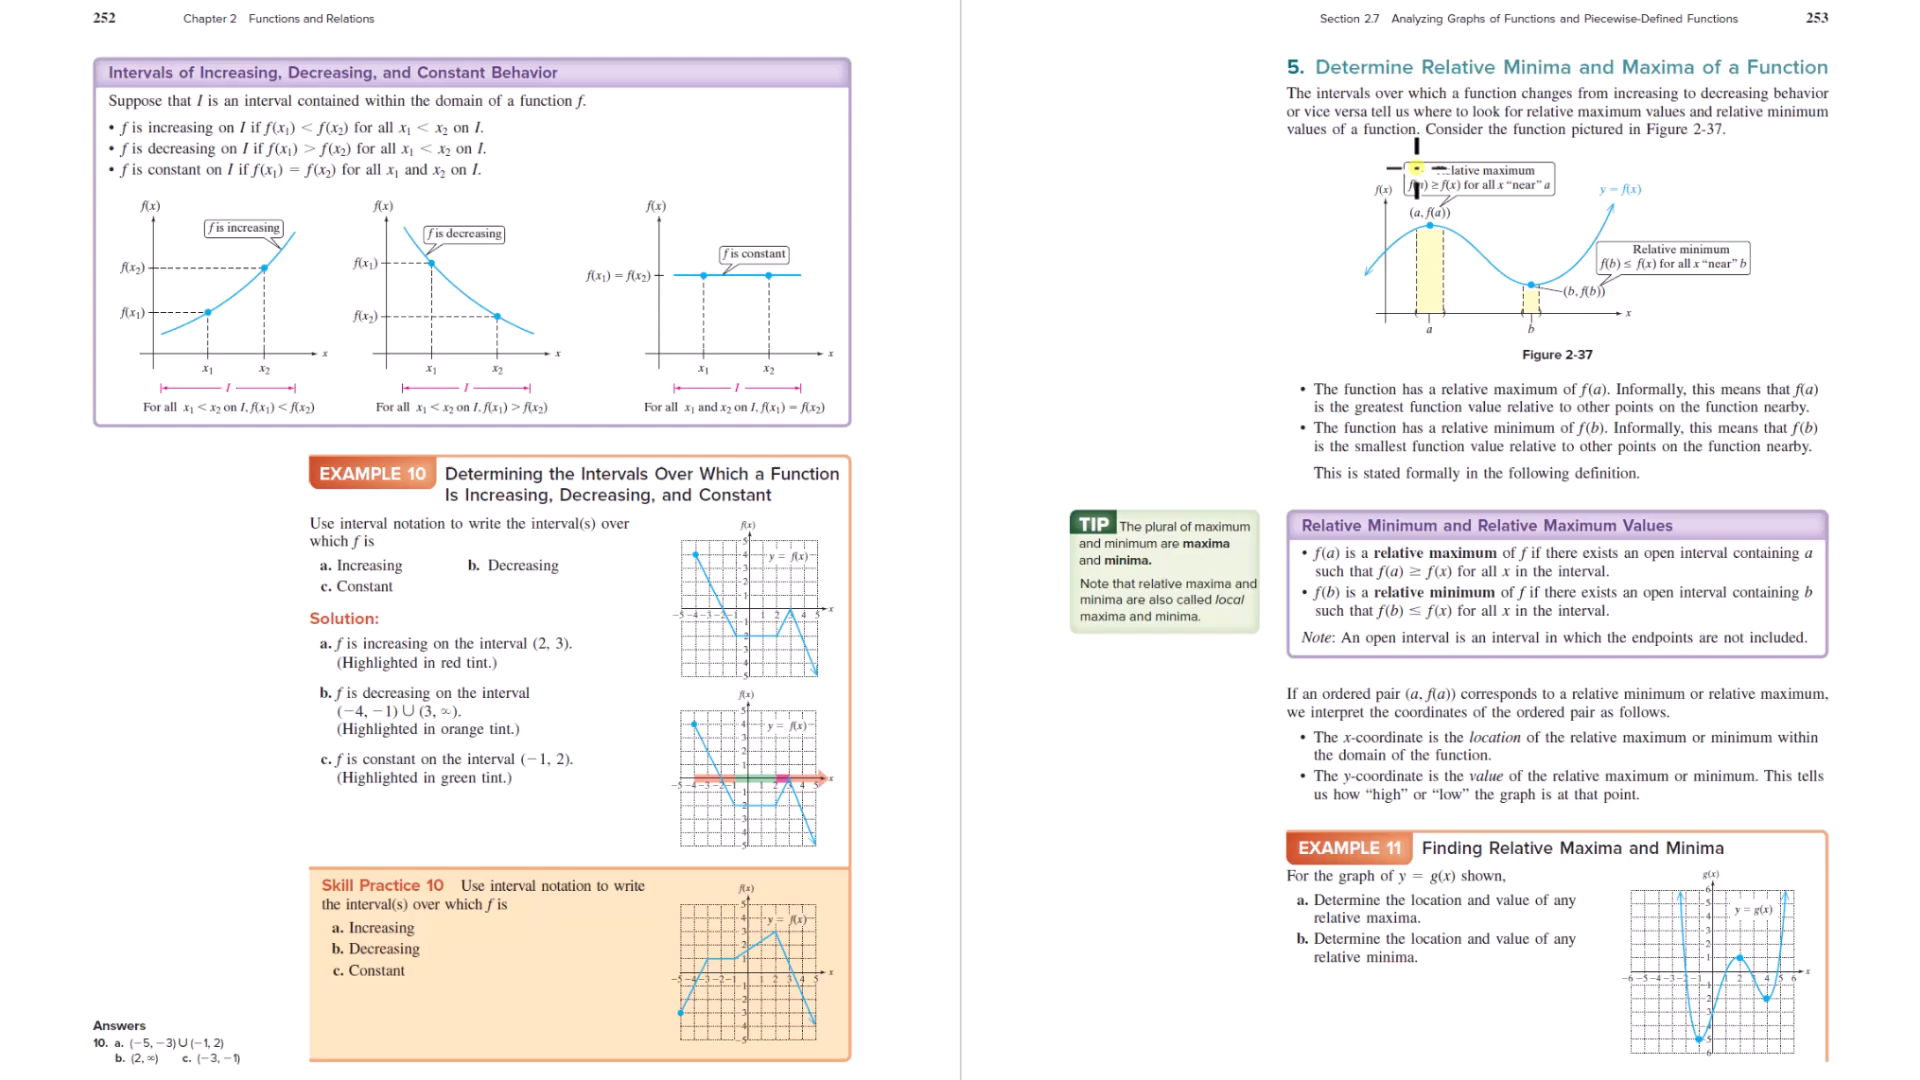 252 Chapter 2 Functions and Relations
Intervals of Increasing, Decreasing, and Constant Behavior
Suppose that I is an interval contained within the domain of a function f.
• f is increasing on I if f(x₁) < f(x₂) for all x₁ < x₂ on I.
• f is decreasing on I if f(x₁) > f(x₂) for all x₁ < x₂ on I.
• f is constant on I if f(x₁) = f(x₂) for all x₁ and x₂ on I.
f(x)
f is increasing
f(x₂)
f(x₁)
x
x₁ x₂
I
For all x₁ < x₂ on I, f(x₁) < f(x₂)
f(x)
f is decreasing
f(x₁)
f(x₂)
x
x₁ x₂
I
For all x₁ < x₂ on I, f(x₁) > f(x₂)
f(x)
f is constant
f(x₁) = f(x₂)
x
x₁ x₂
I
For all x₁ and x₂ on I, f(x₁) = f(x₂)
EXAMPLE 10 Determining the Intervals Over Which a Function
Is Increasing, Decreasing, and Constant
Use interval notation to write the interval(s) over
which f is
a. Increasing b. Decreasing
c. Constant
Solution:
a. f is increasing on the interval (2, 3).
(Highlighted in red tint.)
b. f is decreasing on the interval
(−4, −1) ∪ (3, ∞).
(Highlighted in orange tint.)
c. f is constant on the interval (−1, 2).
(Highlighted in green tint.)
f(x)
y = f(x)
x
f(x)
y = f(x)
x
Skill Practice 10 Use interval notation to write
the interval(s) over which f is
a. Increasing
b. Decreasing
c. Constant
f(x)
y = f(x)
x
Answers
10. a. (−5, −3) ∪ (−1, 2)
b. (2, ∞) c. (−3, −1)
Section 2.7 Analyzing Graphs of Functions and Piecewise-Defined Functions 253
5. Determine Relative Minima and Maxima of a Function
The intervals over which a function changes from increasing to decreasing behavior
or vice versa tell us where to look for relative maximum values and relative minimum
values of a function. Consider the function pictured in Figure 2-37.
maximum
≥ f(x) for all x "near" a
f(x)
(a, f(a))
y = f(x)
Relative minimum
f(b) ≤ f(x) for all x "near" b
(b, f(b))
x
a b
Figure 2-37
• The function has a relative maximum of f(a). Informally, this means that f(a)
is the greatest function value relative to other points on the function nearby.
• The function has a relative minimum of f(b). Informally, this means that f(b)
is the smallest function value relative to other points on the function nearby.
This is stated formally in the following definition.
TIP The plural of maximum
and minimum are maxima
and minima.
Note that relative maxima and
minima are also called local
maxima and minima.
Relative Minimum and Relative Maximum Values
• f(a) is a relative maximum of f if there exists an open interval containing a
such that f(a) ≥ f(x) for all x in the interval.
• f(b) is a relative minimum of f if there exists an open interval containing b
such that f(b) ≤ f(x) for all x in the interval.
Note: An open interval is an interval in which the endpoints are not included.
If an ordered pair (a, f(a)) corresponds to a relative minimum or relative maximum,
we interpret the coordinates of the ordered pair as follows.
• The x-coordinate is the location of the relative maximum or minimum within
the domain of the function.
• The y-coordinate is the value of the relative maximum or minimum. This tells
us how "high" or "low" the graph is at that point.
EXAMPLE 11 Finding Relative Maxima and Minima
For the graph of y = g(x) shown,
a. Determine the location and value of any
relative maxima.
b. Determine the location and value of any
relative minima.
g(x)
y = g(x)
x